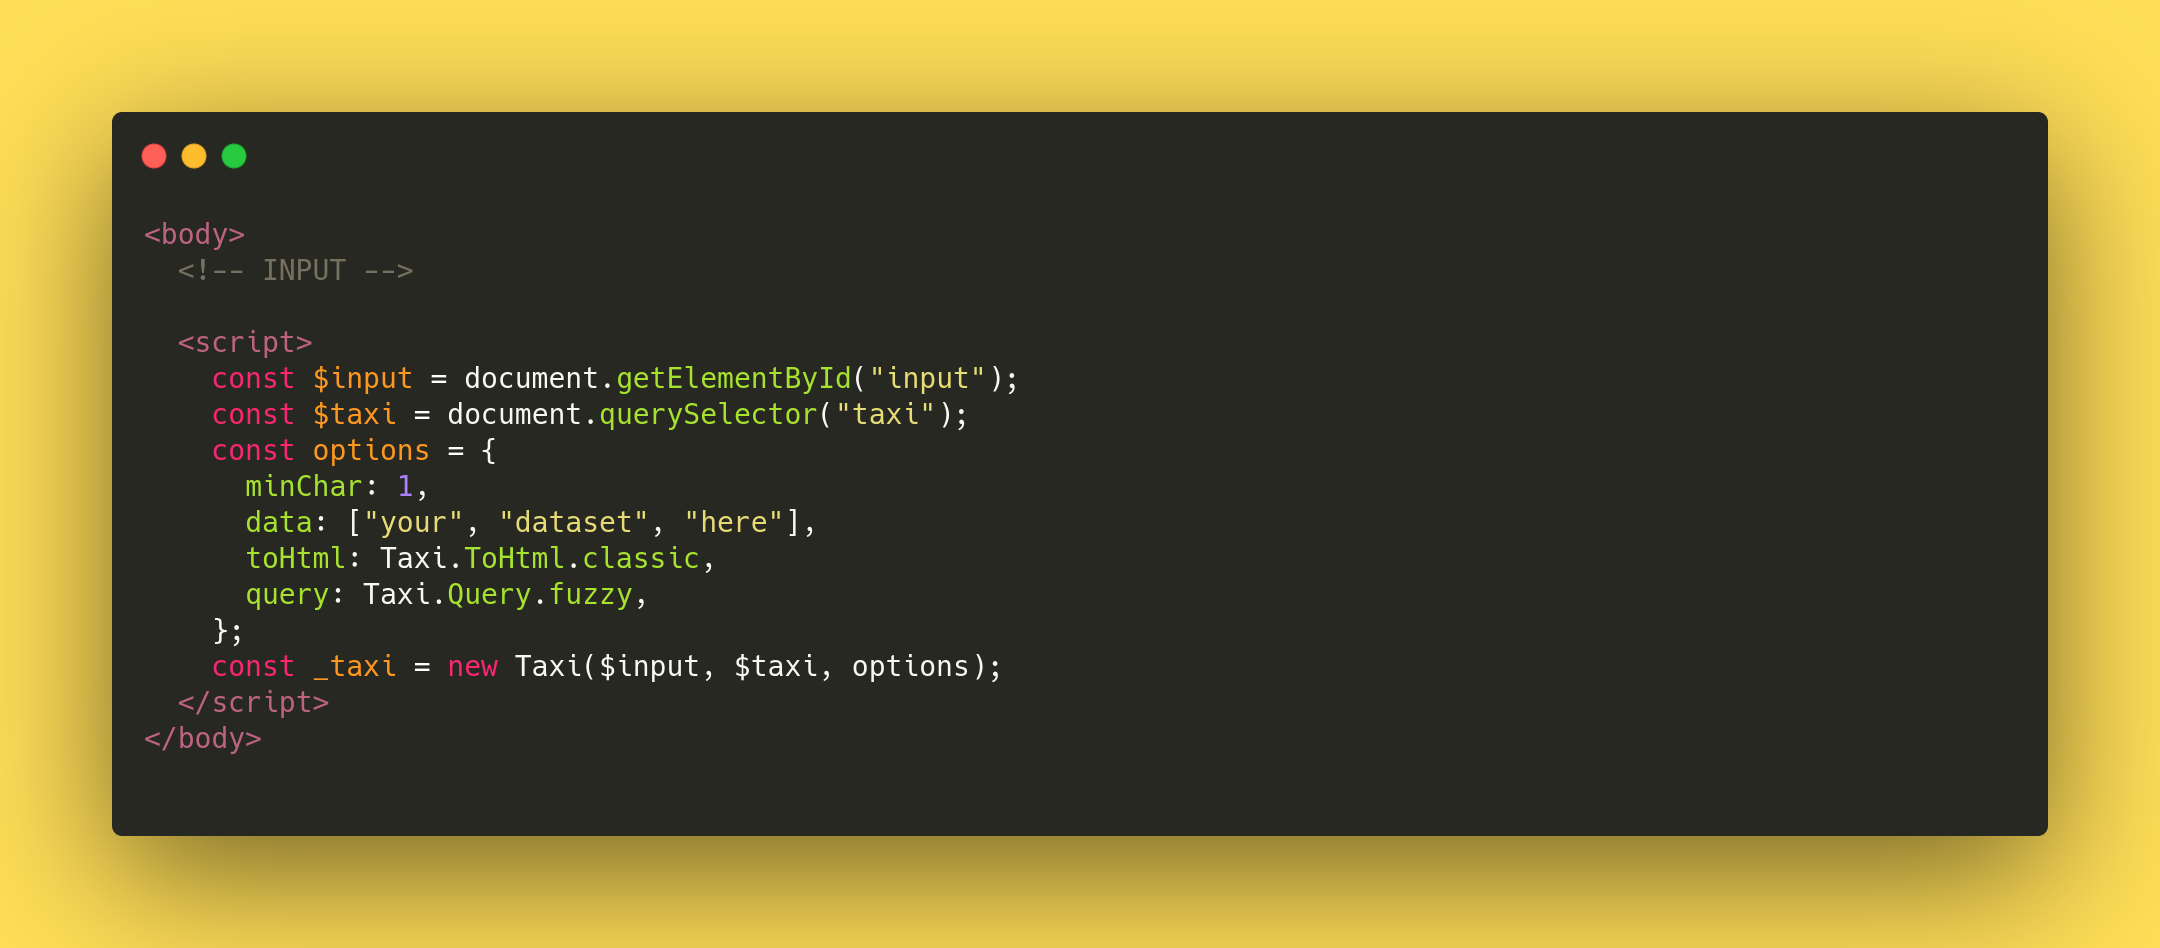 <body>
  <!-- INPUT -->

  <script>
    const $input = document.getElementById("input");
    const $taxi = document.querySelector("taxi");
    const options = {
      minChar: 1,
      data: ["your", "dataset", "here"],
      toHtml: Taxi.ToHtml.classic,
      query: Taxi.Query.fuzzy,
    };
    const _taxi = new Taxi($input, $taxi, options);
  </script>
</body>